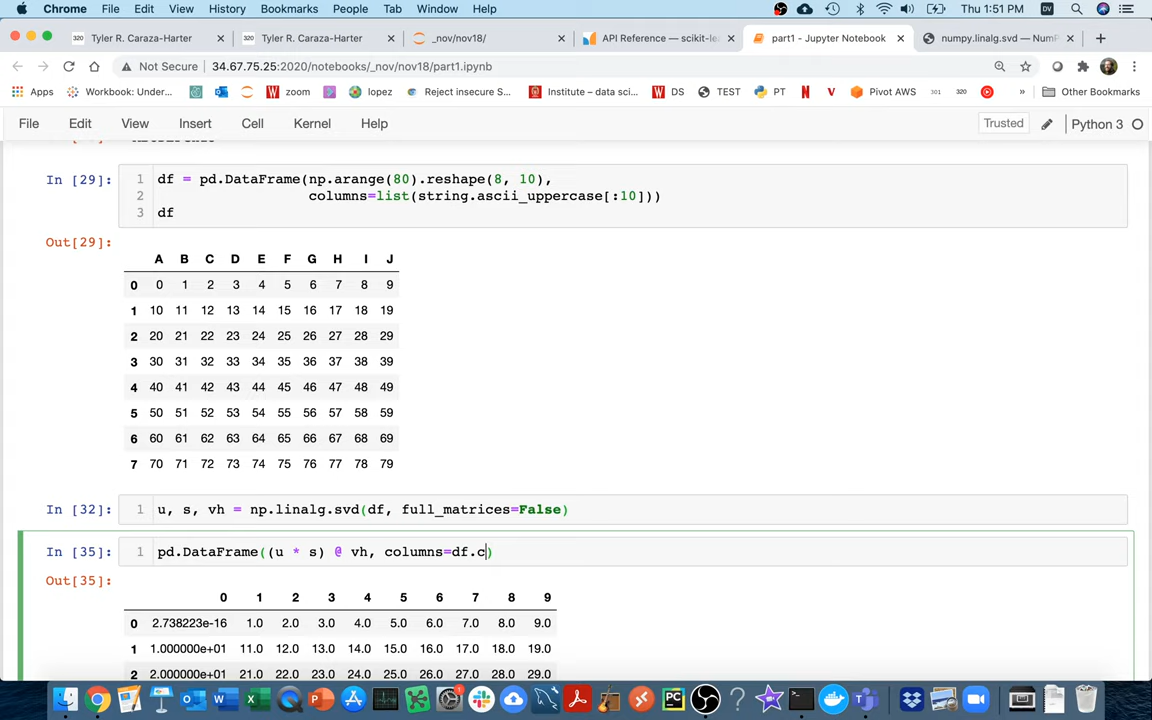 Chrome File Edit View History Bookmarks People Tab Window Help Thu 1:51 PM DV
320 Tyler R. Caraza-Harter × 320 Tyler R. Caraza-Harter × _nov/nov18/ × API Reference — scikit-lea × part1 - Jupyter Notebook × numpy.linalg.svd — NumP ×
Not Secure 34.67.75.25:2020/notebooks/_nov/nov18/part1.ipynb
Apps Workbook: Under... zoom lopez Reject insecure S... Institute – data sci... DS TEST PT Pivot AWS 301 320 » Other Bookmarks
File Edit View Insert Cell Kernel Help Trusted Python 3
In [29]: 1 df = pd.DataFrame(np.arange(80).reshape(8, 10),
2 columns=list(string.ascii_uppercase[:10]))
3 df
Out[29]:
A B C D E F G H I J
0 0 1 2 3 4 5 6 7 8 9
1 10 11 12 13 14 15 16 17 18 19
2 20 21 22 23 24 25 26 27 28 29
3 30 31 32 33 34 35 36 37 38 39
4 40 41 42 43 44 45 46 47 48 49
5 50 51 52 53 54 55 56 57 58 59
6 60 61 62 63 64 65 66 67 68 69
7 70 71 72 73 74 75 76 77 78 79
In [32]: 1 u, s, vh = np.linalg.svd(df, full_matrices=False)
In [35]: 1 pd.DataFrame((u * s) @ vh, columns=df.c)
Out[35]:
0 1 2 3 4 5 6 7 8 9
0 2.738223e-16 1.0 2.0 3.0 4.0 5.0 6.0 7.0 8.0 9.0
1 1.000000e+01 11.0 12.0 13.0 14.0 15.0 16.0 17.0 18.0 19.0
2 2.000000e+01 21.0 22.0 23.0 24.0 25.0 26.0 27.0 28.0 29.0